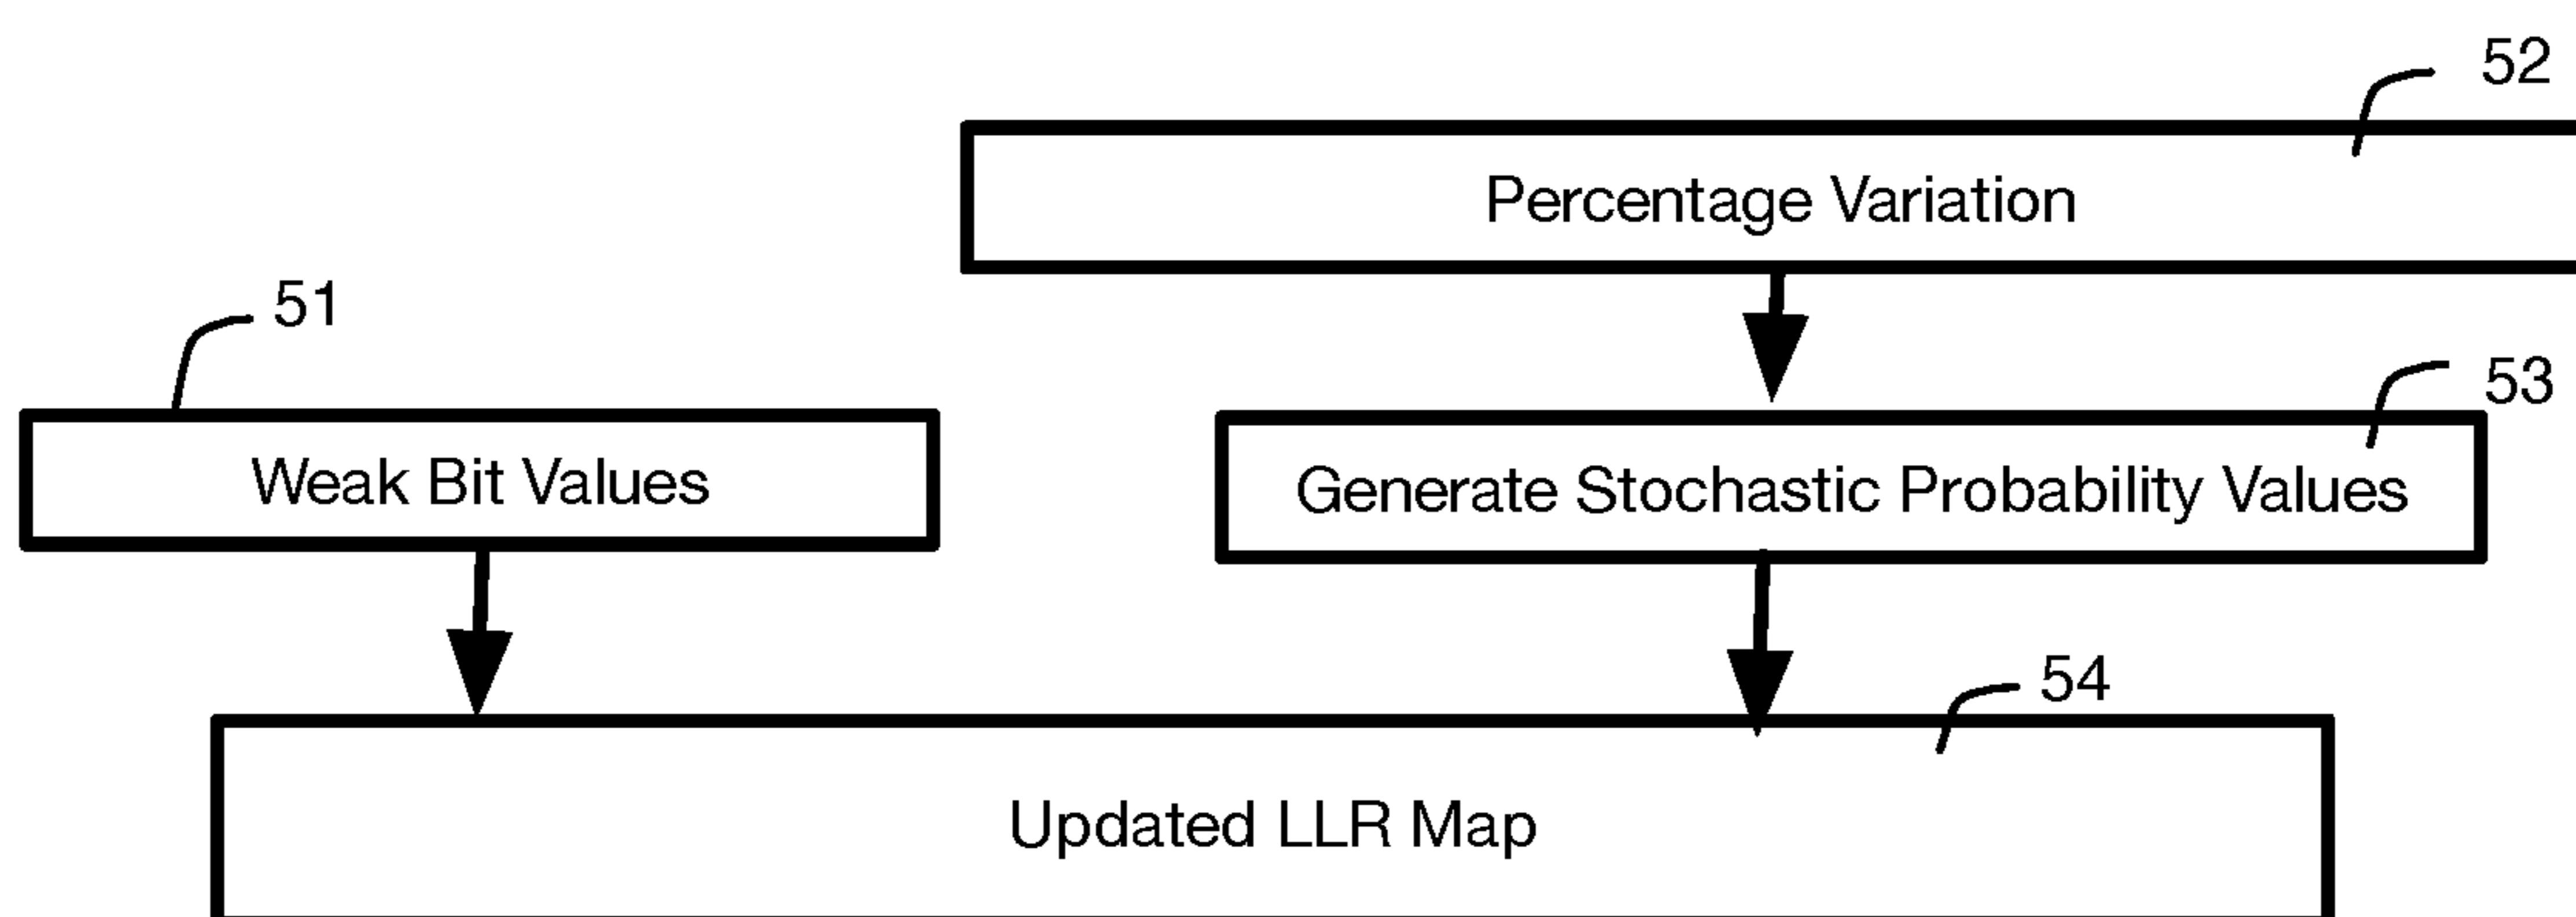 52
Percentage Variation
51
53
Weak Bit Values
Generate Stochastic Probability Values
54
Updated LLR Map